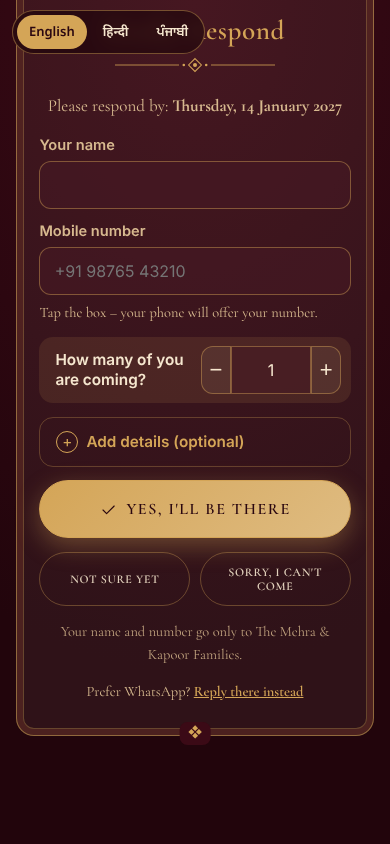 English हिन्दी ਪੰਜਾਬੀ
Please respond by: Thursday, 14 January 2027
Your name
Mobile number
+91 98765 43210
Tap the box – your phone will offer your number.
How many of you
are coming?
− 1 +
+ Add details (optional)
✓ YES, I'LL BE THERE
NOT SURE YET
SORRY, I CAN'T
COME
Your name and number go only to The Mehra &
Kapoor Families.
Prefer WhatsApp? Reply there instead